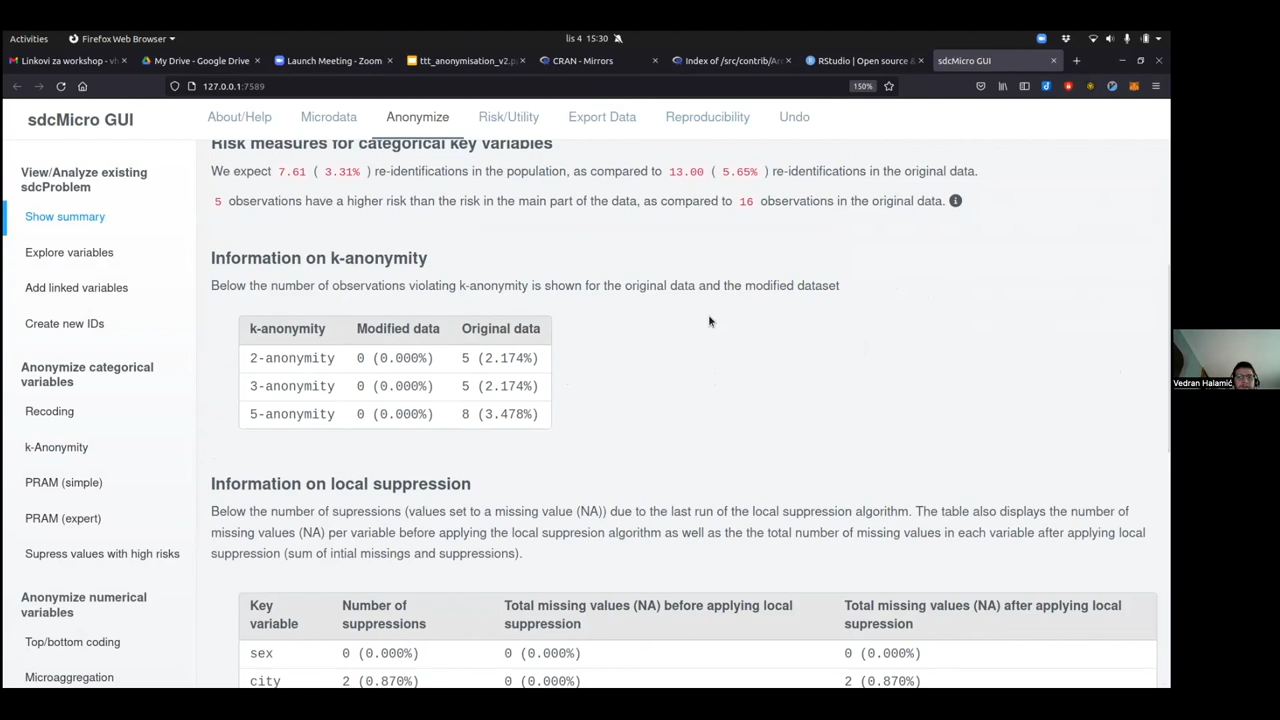 Activities Firefox Web Browser lis 4 15:30
Linkovi za workshop - vh My Drive - Google Drive Launch Meeting - Zoom ttt_anonymisation_v2.p CRAN - Mirrors Index of /src/contrib/Ar RStudio | Open source & sdcMicro GUI
127.0.0.1:7589 150%
sdcMicro GUI About/Help Microdata Anonymize Risk/Utility Export Data Reproducibility Undo
View/Analyze existing
sdcProblem
Show summary
Explore variables
Add linked variables
Create new IDs
Anonymize categorical
variables
Recoding
k-Anonymity
PRAM (simple)
PRAM (expert)
Supress values with high risks
Anonymize numerical
variables
Top/bottom coding
Microaggregation
Risk measures for categorical key variables
We expect 7.61 ( 3.31% ) re-identifications in the population, as compared to 13.00 ( 5.65% ) re-identifications in the original data.
5 observations have a higher risk than the risk in the main part of the data, as compared to 16 observations in the original data.
Information on k-anonymity
Below the number of observations violating k-anonymity is shown for the original data and the modified dataset
k-anonymity Modified data Original data
2-anonymity 0 (0.000%) 5 (2.174%)
3-anonymity 0 (0.000%) 5 (2.174%)
5-anonymity 0 (0.000%) 8 (3.478%)
Information on local suppression
Below the number of supressions (values set to a missing value (NA)) due to the last run of the local suppression algorithm. The table also displays the number of
missing values (NA) per variable before applying the local suppresion algorithm as well as the the total number of missing values in each variable after applying local
suppression (sum of intial missings and suppressions).
Key variable Number of suppressions Total missing values (NA) before applying local suppression Total missing values (NA) after applying local supression
sex 0 (0.000%) 0 (0.000%) 0 (0.000%)
city 2 (0.870%) 0 (0.000%) 2 (0.870%)
Vedran Halamić